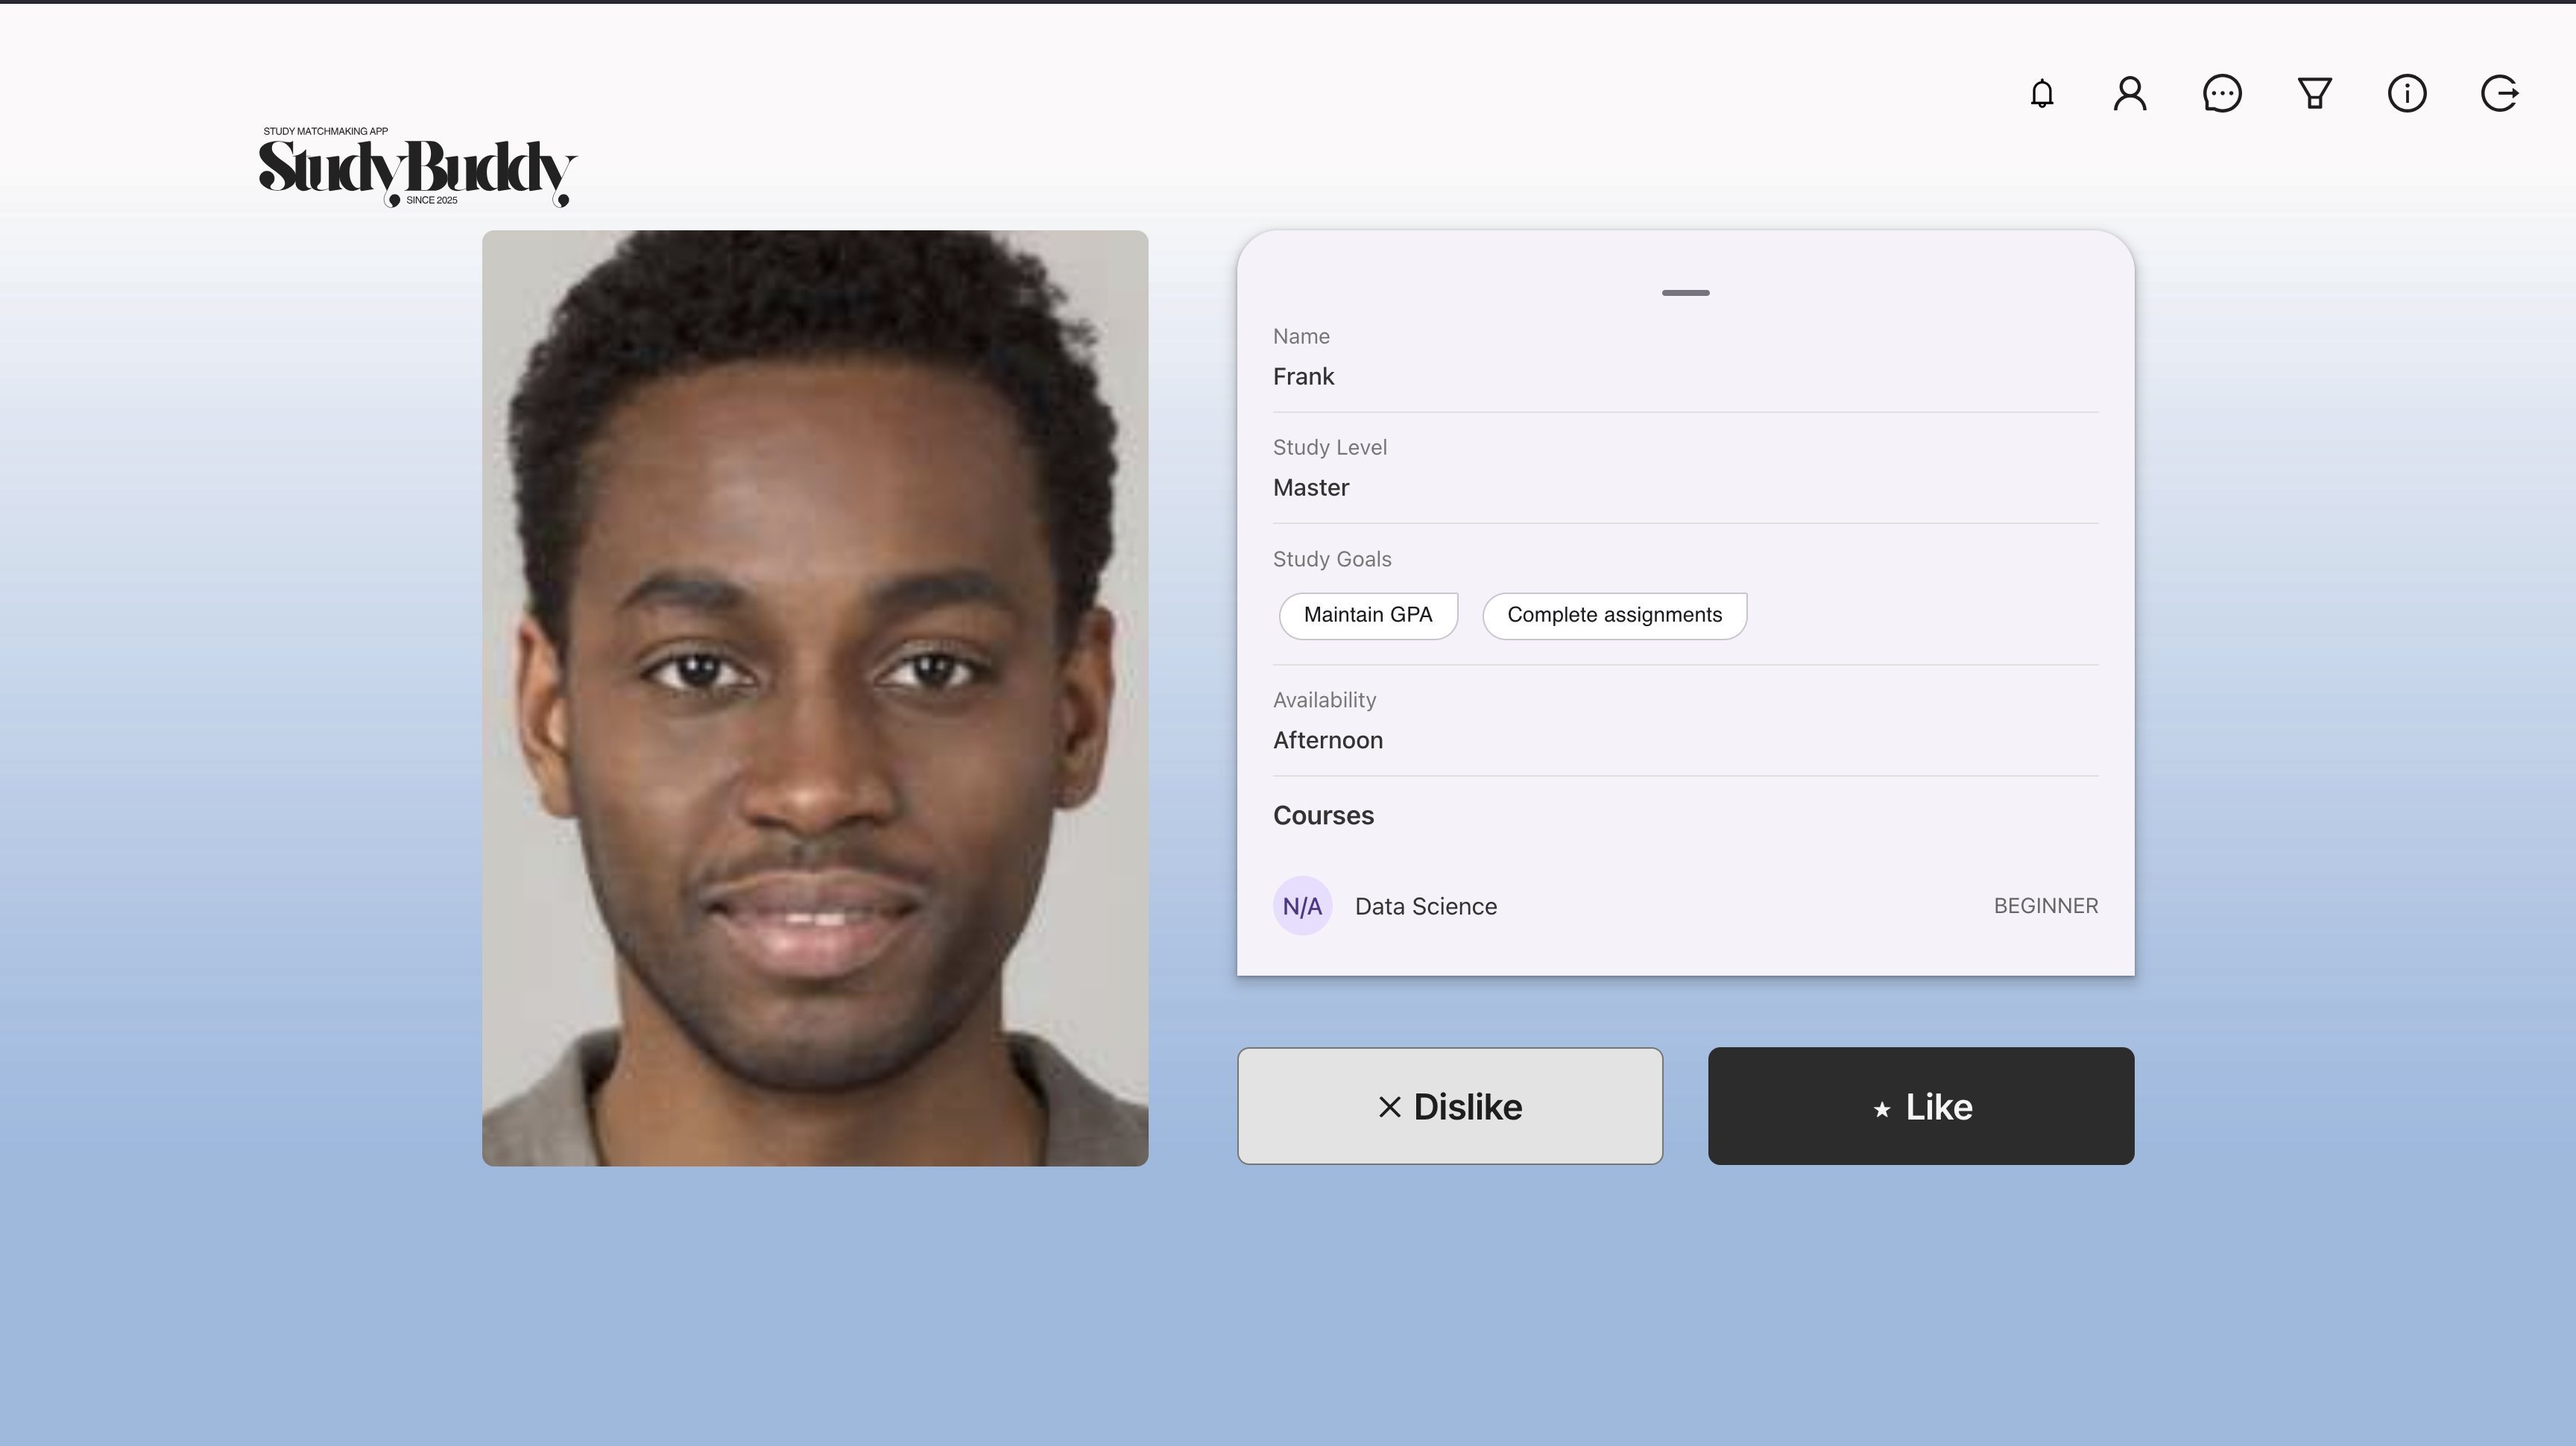 STUDY MATCHMAKING APP
StudyBuddy
SINCE 2025
Name
Frank
Study Level
Master
Study Goals
Maintain GPA Complete assignments
Availability
Afternoon
Courses
N/A Data Science BEGINNER
Dislike Like